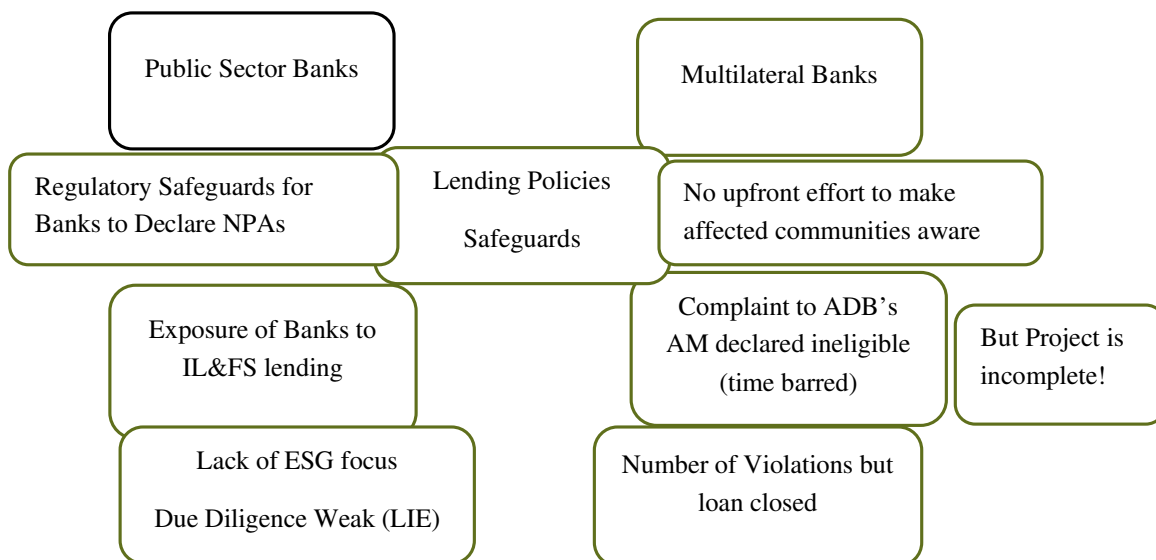 Public Sector Banks
Multilateral Banks
Regulatory Safeguards for
Banks to Declare NPAs
Lending Policies
Safeguards
No upfront effort to make
affected communities aware
Exposure of Banks to
IL&FS lending
Complaint to ADB’s
AM declared ineligible
(time barred)
But Project is
incomplete!
Lack of ESG focus
Due Diligence Weak (LIE)
Number of Violations but
loan closed